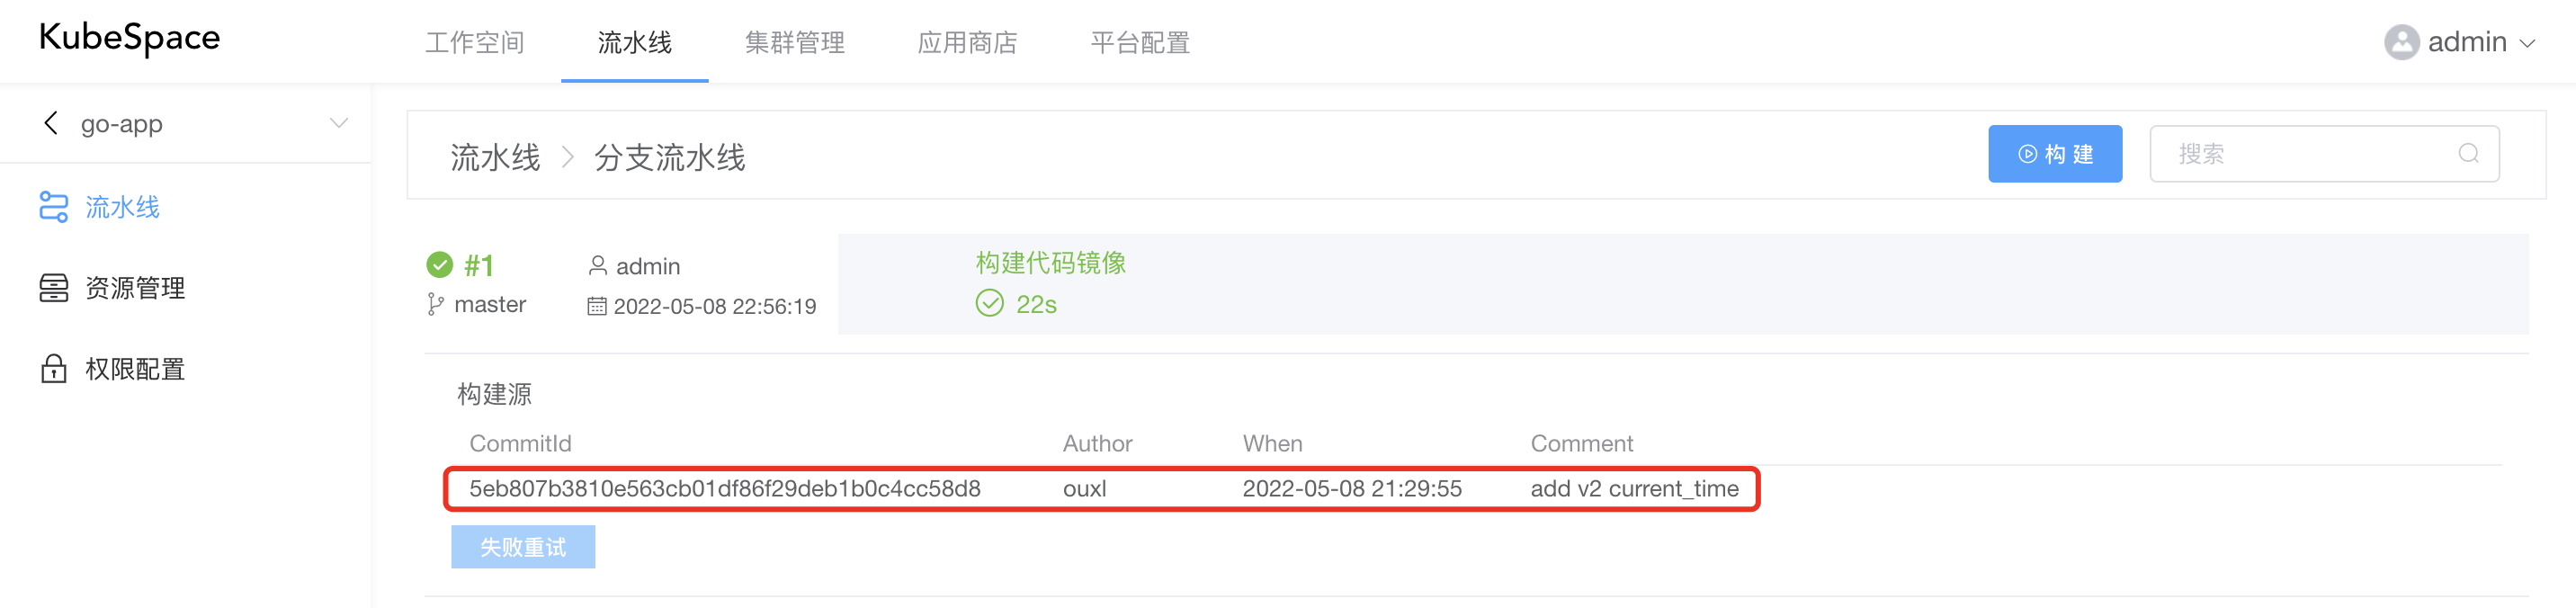 KubeSpace
工作空间 流水线 集群管理 应用商店 平台配置
admin
go-app
流水线
资源管理
权限配置
流水线 > 分支流水线
构 建
搜索
#1 admin
master 2022-05-08 22:56:19
构建代码镜像
22s
构建源
CommitId Author When Comment
5eb807b3810e563cb01df86f29deb1b0c4cc58d8 ouxl 2022-05-08 21:29:55 add v2 current_time
失败重试